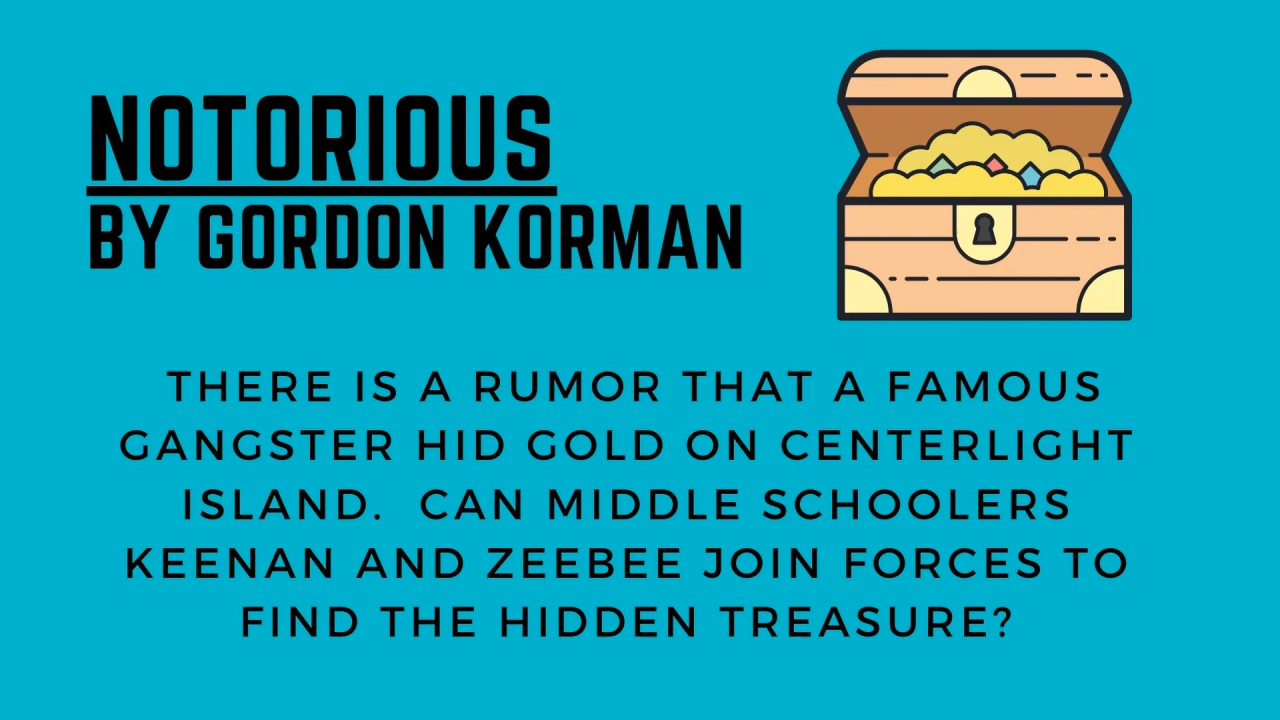 NOTORIOUS
BY GORDON KORMAN
THERE IS A RUMOR THAT A FAMOUS
GANGSTER HID GOLD ON CENTERLIGHT
ISLAND.  CAN MIDDLE SCHOOLERS
KEENAN AND ZEEBEE JOIN FORCES TO
FIND THE HIDDEN TREASURE?